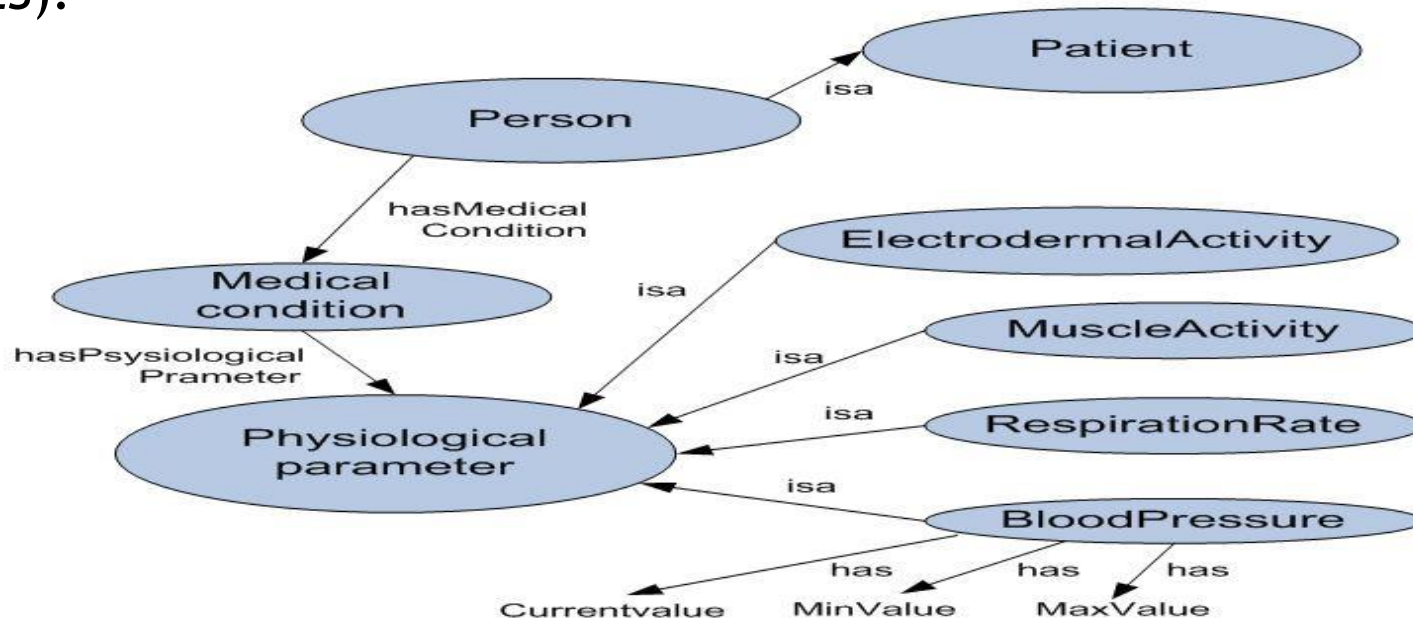 Patient
isa
Person
hasMedical
Condition
ElectrodermalActivity
isa
Medical
condition
MuscleActivity
hasPsysiological
Prameter
isa
isa
RespirationRate
Physiological
parameter
isa
BloodPressure
has
has
has
Currentvalue
MinValue
MaxValue